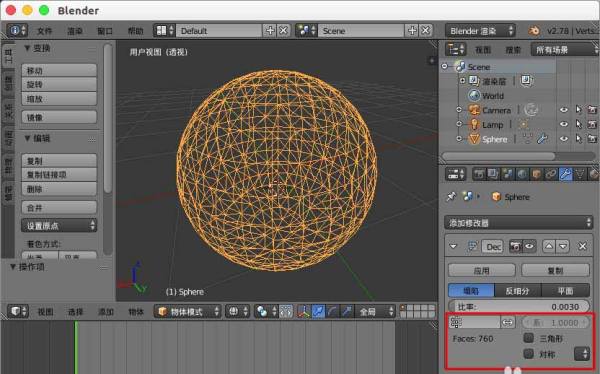 Blender
文件 渲染 窗口 帮助 Default Scene Blender 渲染 v2.78 | Verts
变换
移动
旋转
缩放
镜像
编辑
复制
复制链接项
删除
合并
设置原点
着色方式:
操作项
工具
创建
关系
动画
物理
用户视图 (透视)
(1) Sphere
视图 选择 添加 物体 物体模式 全局
视图 搜索 所有场景
Scene
渲染层
World
Camera
Lamp
Sphere
Sphere
添加修改器
Dec
应用 复制
塌陷 反细分 平面
比率: 0.0030
系: 1.0000
Faces: 760 三角形
对称